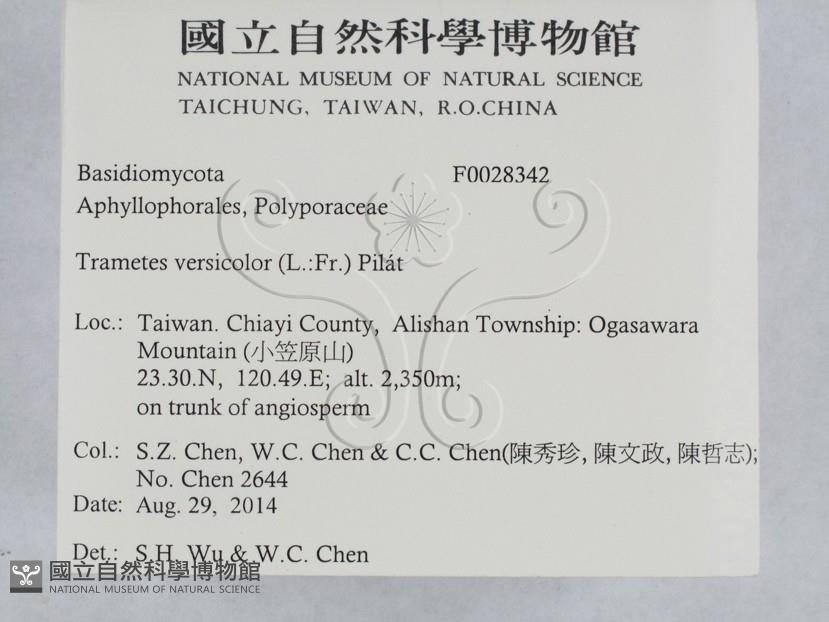 國立自然科學博物館
NATIONAL MUSEUM OF NATURAL SCIENCE
TAICHUNG, TAIWAN, R.O.CHINA
Basidiomycota F0028342
Aphyllophorales, Polyporaceae
Trametes versicolor (L.:Fr.) Pilát
Loc.: Taiwan. Chiayi County, Alishan Township: Ogasawara
Mountain (小笠原山)
23.30.N, 120.49.E; alt. 2,350m;
on trunk of angiosperm
Col.: S.Z. Chen, W.C. Chen & C.C. Chen(陳秀珍, 陳文政, 陳哲志);
No. Chen 2644
Date: Aug. 29, 2014
Det.: S.H. Wu & W.C. Chen
國立自然科學博物館
NATIONAL MUSEUM OF NATURAL SCIENCE